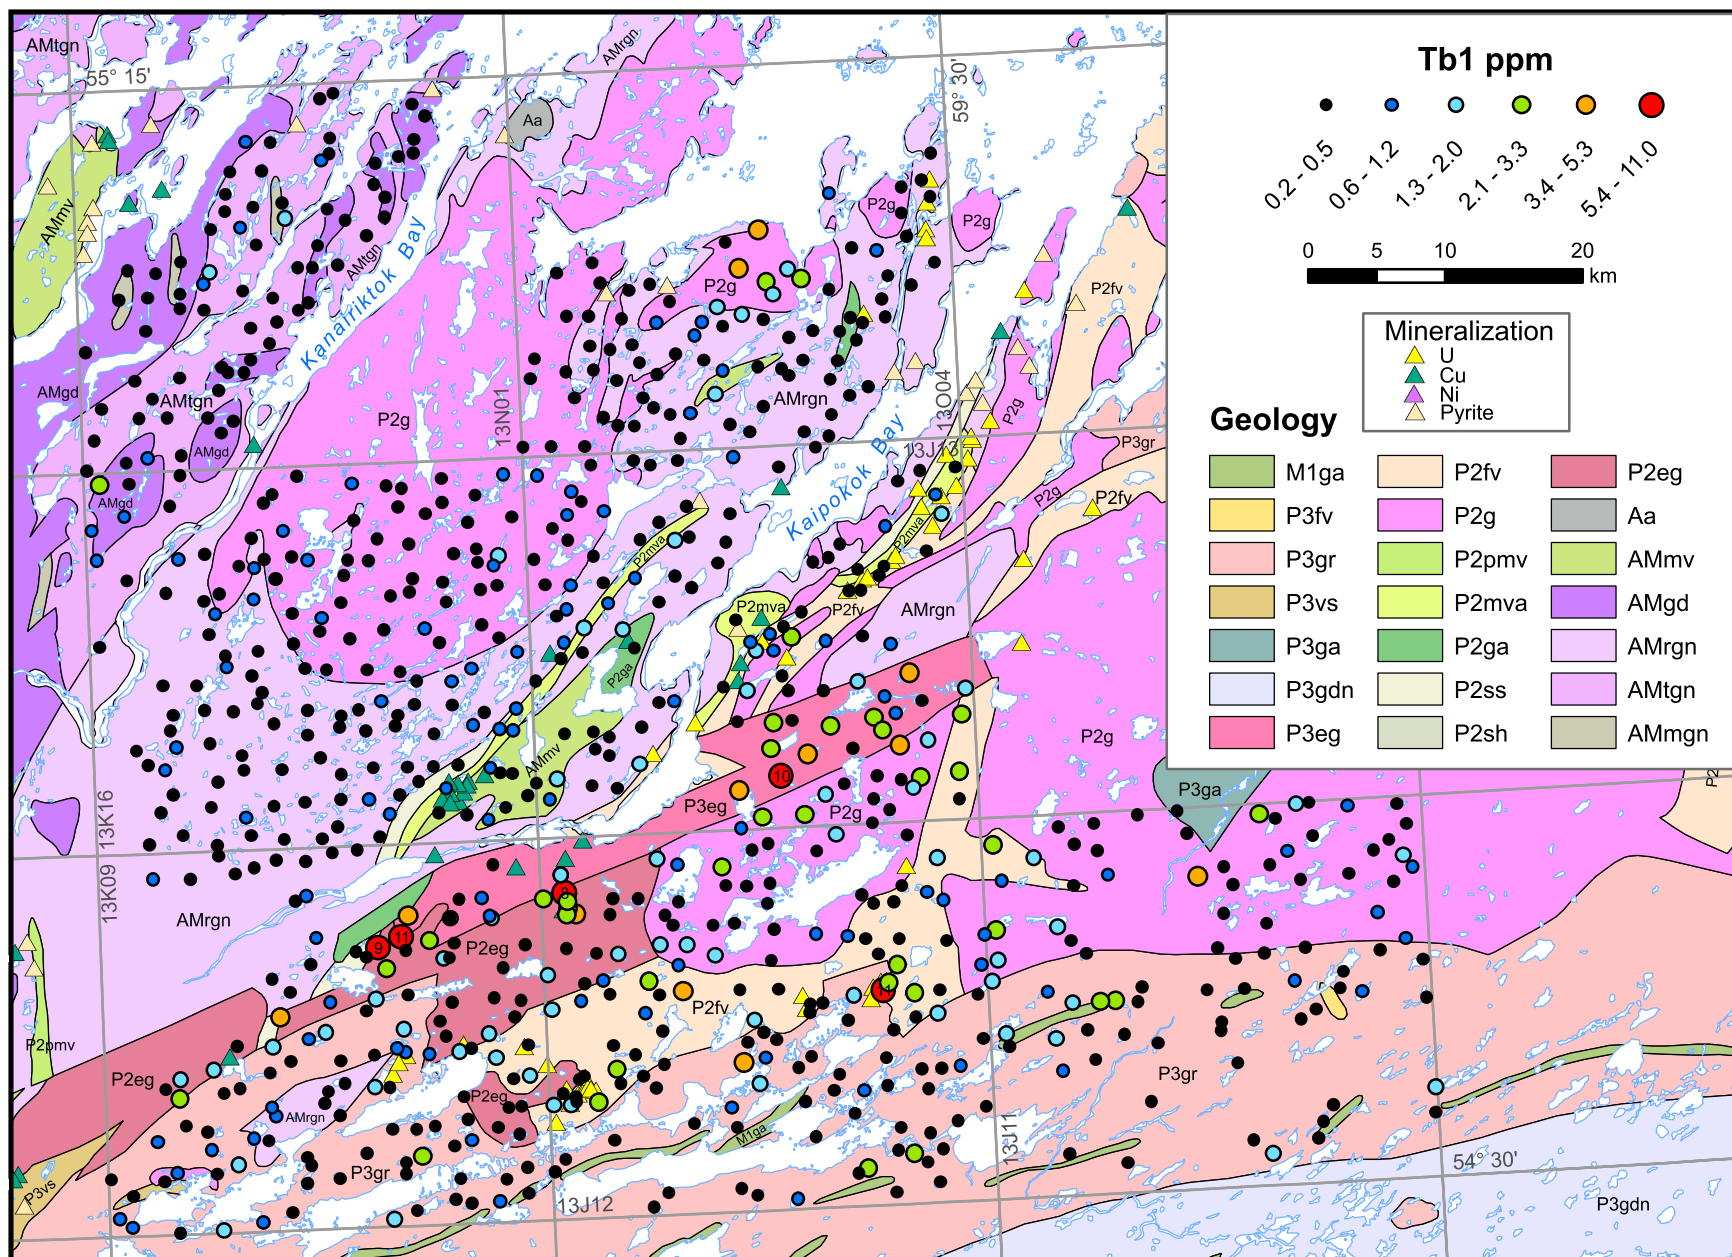 AMtgn
55° 15'
AMrgn
Aa
59° 30'
AMmv
P2g
P2g
AMtgn
Kanairiktok Bay
P2g
P2fv
AMgd
AMtgn
P2g
13N01
AMrgn
13O04
P2g
AMgd
13J13
P3gr
AMgd
Kaipokok Bay
P2g
P2fv
P2mva
P2mva
P2mva
P2fv
AMrgn
P2ga
P2g
AMmv
10
P3eg
P2g
P3ga
P2
13K16
13K09
8
AMrgn
11
9
P2eg
P2fv
P2pmv
P2eg
P3gr
P2eg
AMrgn
M1ga
13J11
P3gr
54° 30'
P3vs
13J12
P3gdn
Tb1 ppm
0.2 - 0.5
0.6 - 1.2
1.3 - 2.0
2.1 - 3.3
3.4 - 5.3
5.4 - 11.0
0 5 10 20
km
Mineralization
U
Cu
Ni
Pyrite
Geology
M1ga
P3fv
P3gr
P3vs
P3ga
P3gdn
P3eg
P2fv
P2g
P2pmv
P2mva
P2ga
P2ss
P2sh
P2eg
Aa
AMmv
AMgd
AMrgn
AMtgn
AMmgn